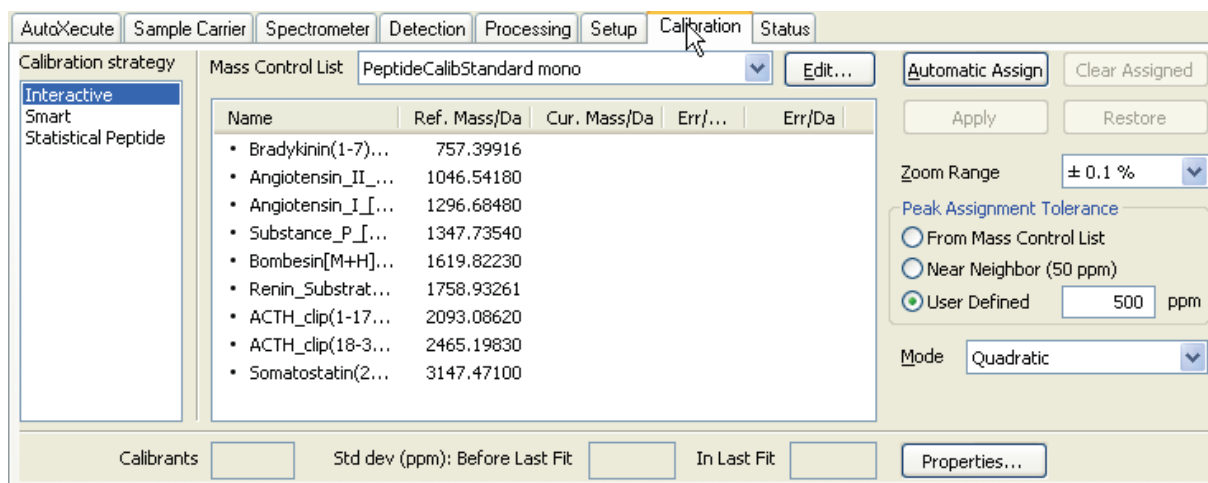 AutoXecute Sample Carrier Spectrometer Detection Processing Setup Calibration Status
Calibration strategy
Interactive
Smart
Statistical Peptide
Mass Control List PeptideCalibStandard mono Edit...
Name Ref. Mass/Da Cur. Mass/Da Err/... Err/Da
• Bradykinin(1-7)... 757.39916
• Angiotensin_II_... 1046.54180
• Angiotensin_I_[... 1296.68480
• Substance_P_[... 1347.73540
• Bombesin[M+H]... 1619.82230
• Renin_Substrat... 1758.93261
• ACTH_clip(1-17... 2093.08620
• ACTH_clip(18-3... 2465.19830
• Somatostatin(2... 3147.47100
Automatic Assign Clear Assigned
Apply Restore
Zoom Range ± 0.1 %
Peak Assignment Tolerance
From Mass Control List
Near Neighbor (50 ppm)
User Defined 500 ppm
Mode Quadratic
Calibrants Std dev (ppm): Before Last Fit In Last Fit Properties...